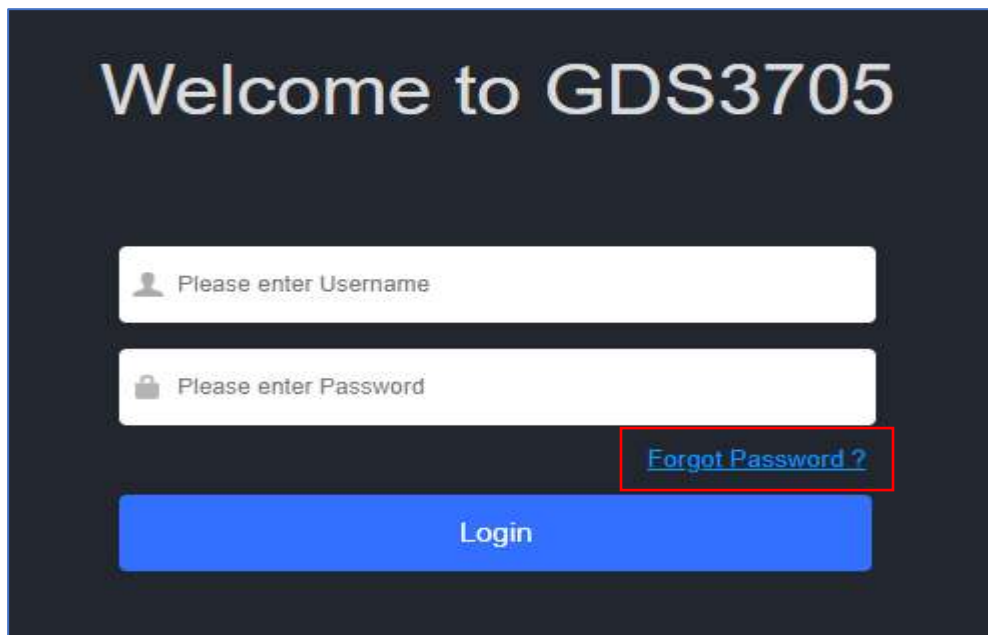 Welcome to GDS3705
Please enter Username
Please enter Password
Forgot Password ?
Login